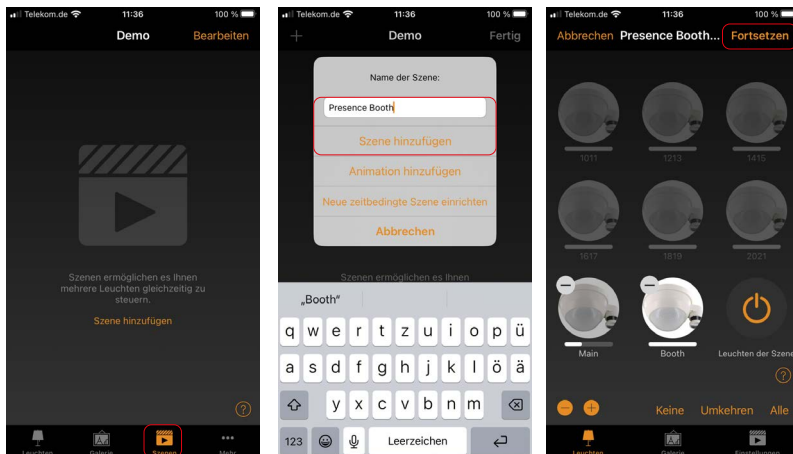 Telekom.de
11:36
100 %
Demo
Bearbeiten
Szenen ermöglichen es Ihnen
mehrere Leuchten gleichzeitig zu
steuern.
Szene hinzufügen
?
Leuchten
Galerie
Szenen
Mehr
Telekom.de
11:36
100 %
Demo
Fertig
Name der Szene:
Presence Booth
Szene hinzufügen
Animation hinzufügen
Neue zeitbedingte Szene einrichten
Abbrechen
Szenen ermöglichen es Ihnen
„Booth“
q w e r t z u i o p ü
a s d f g h j k l ö ä
y x c v b n m
123
Leerzeichen
Telekom.de
11:36
100 %
Abbrechen
Presence Booth...
Fortsetzen
1011
1213
1415
1617
1819
2021
Main
Booth
Leuchten der Szene
?
Keine
Umkehren
Alle
Leuchten
Galerie
Einstellungen